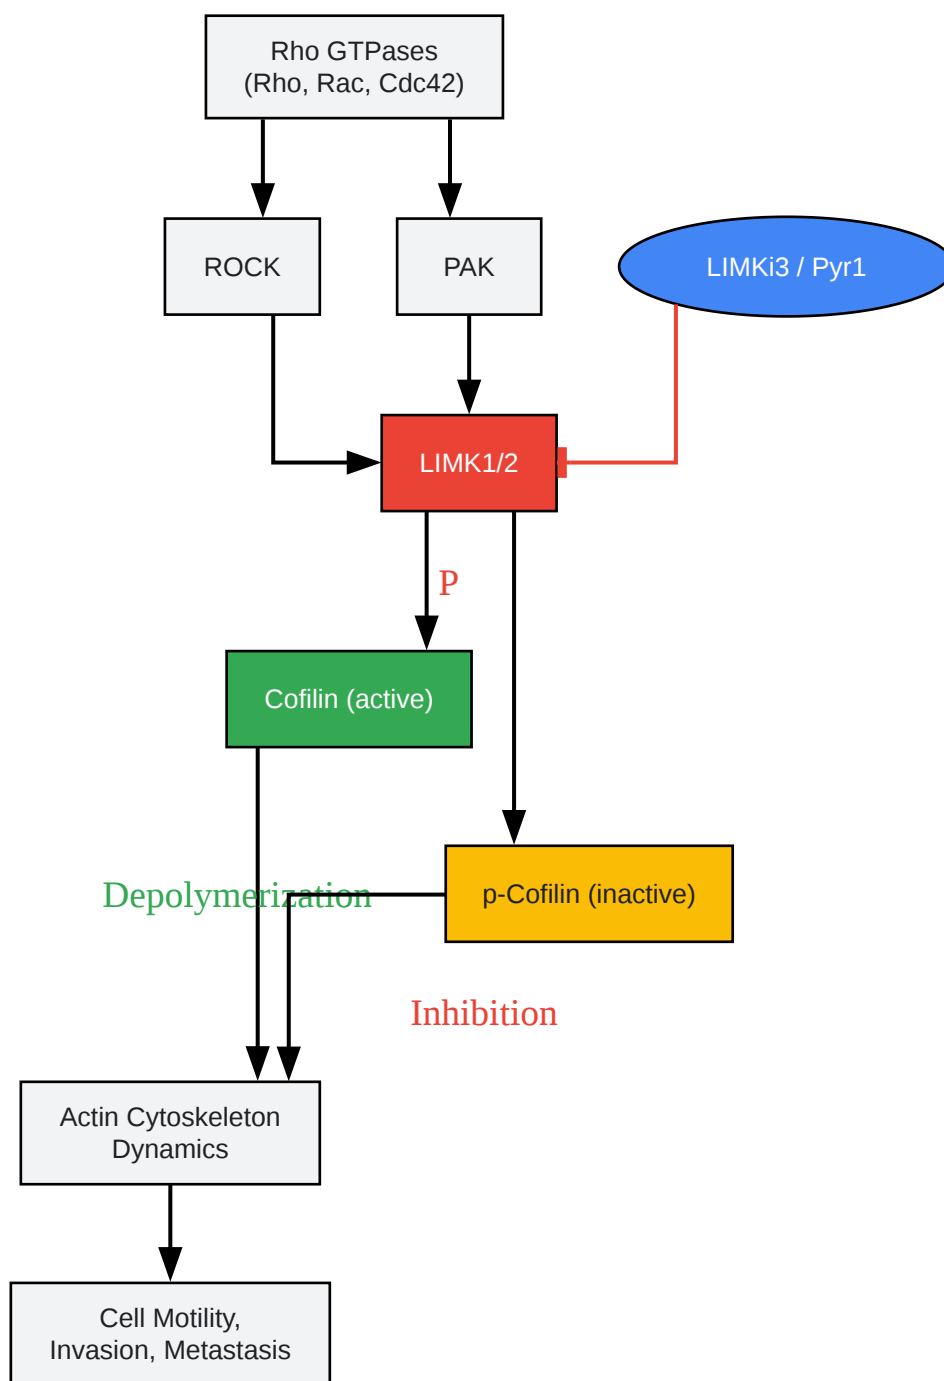 Rho GTPases
(Rho, Rac, Cdc42)
ROCK
PAK
LIMKi3 / Pyr1
LIMK1/2
P
Cofilin (active)
Depolymerization
p-Cofilin (inactive)
Inhibition
Actin Cytoskeleton
Dynamics
Cell Motility,
Invasion, Metastasis